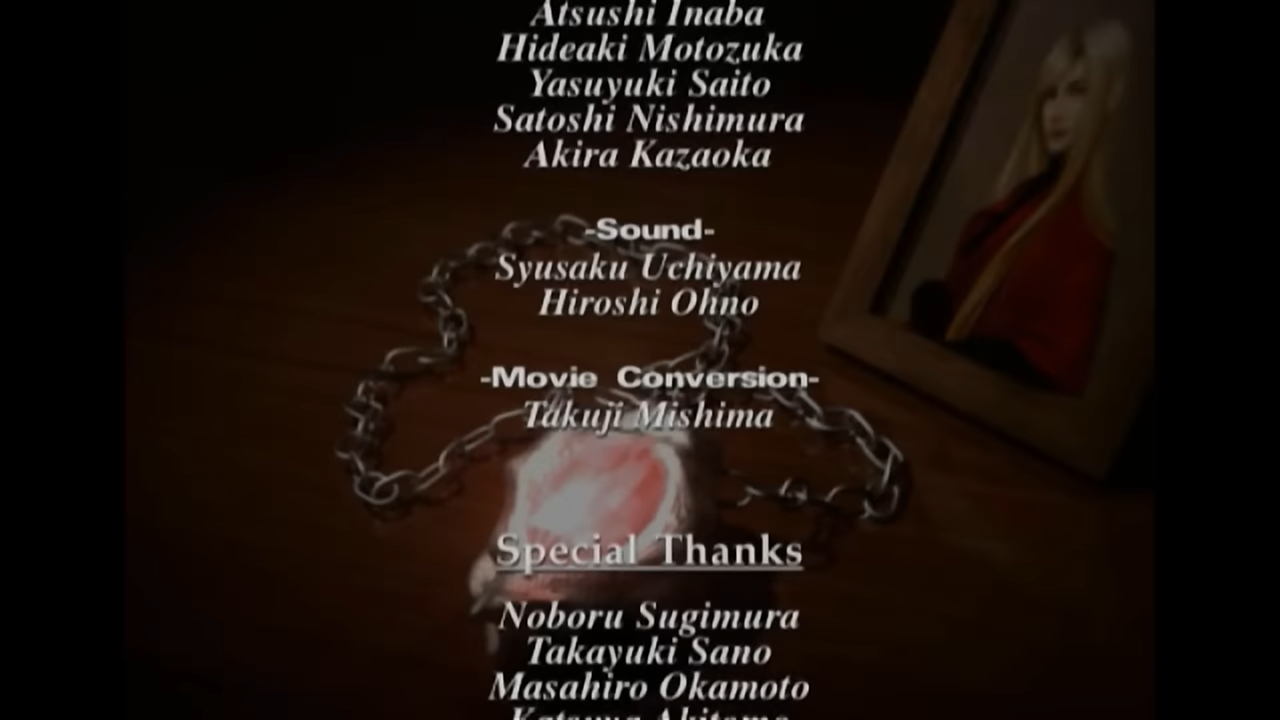 Atsushi Inaba
Hideaki Motozuka
Yasuyuki Saito
Satoshi Nishimura
Akira Kazaoka
-Sound-
Syusaku Uchiyama
Hiroshi Ohno
-Movie Conversion-
Takuji Mishima
Special Thanks
Noboru Sugimura
Takayuki Sano
Masahiro Okamoto